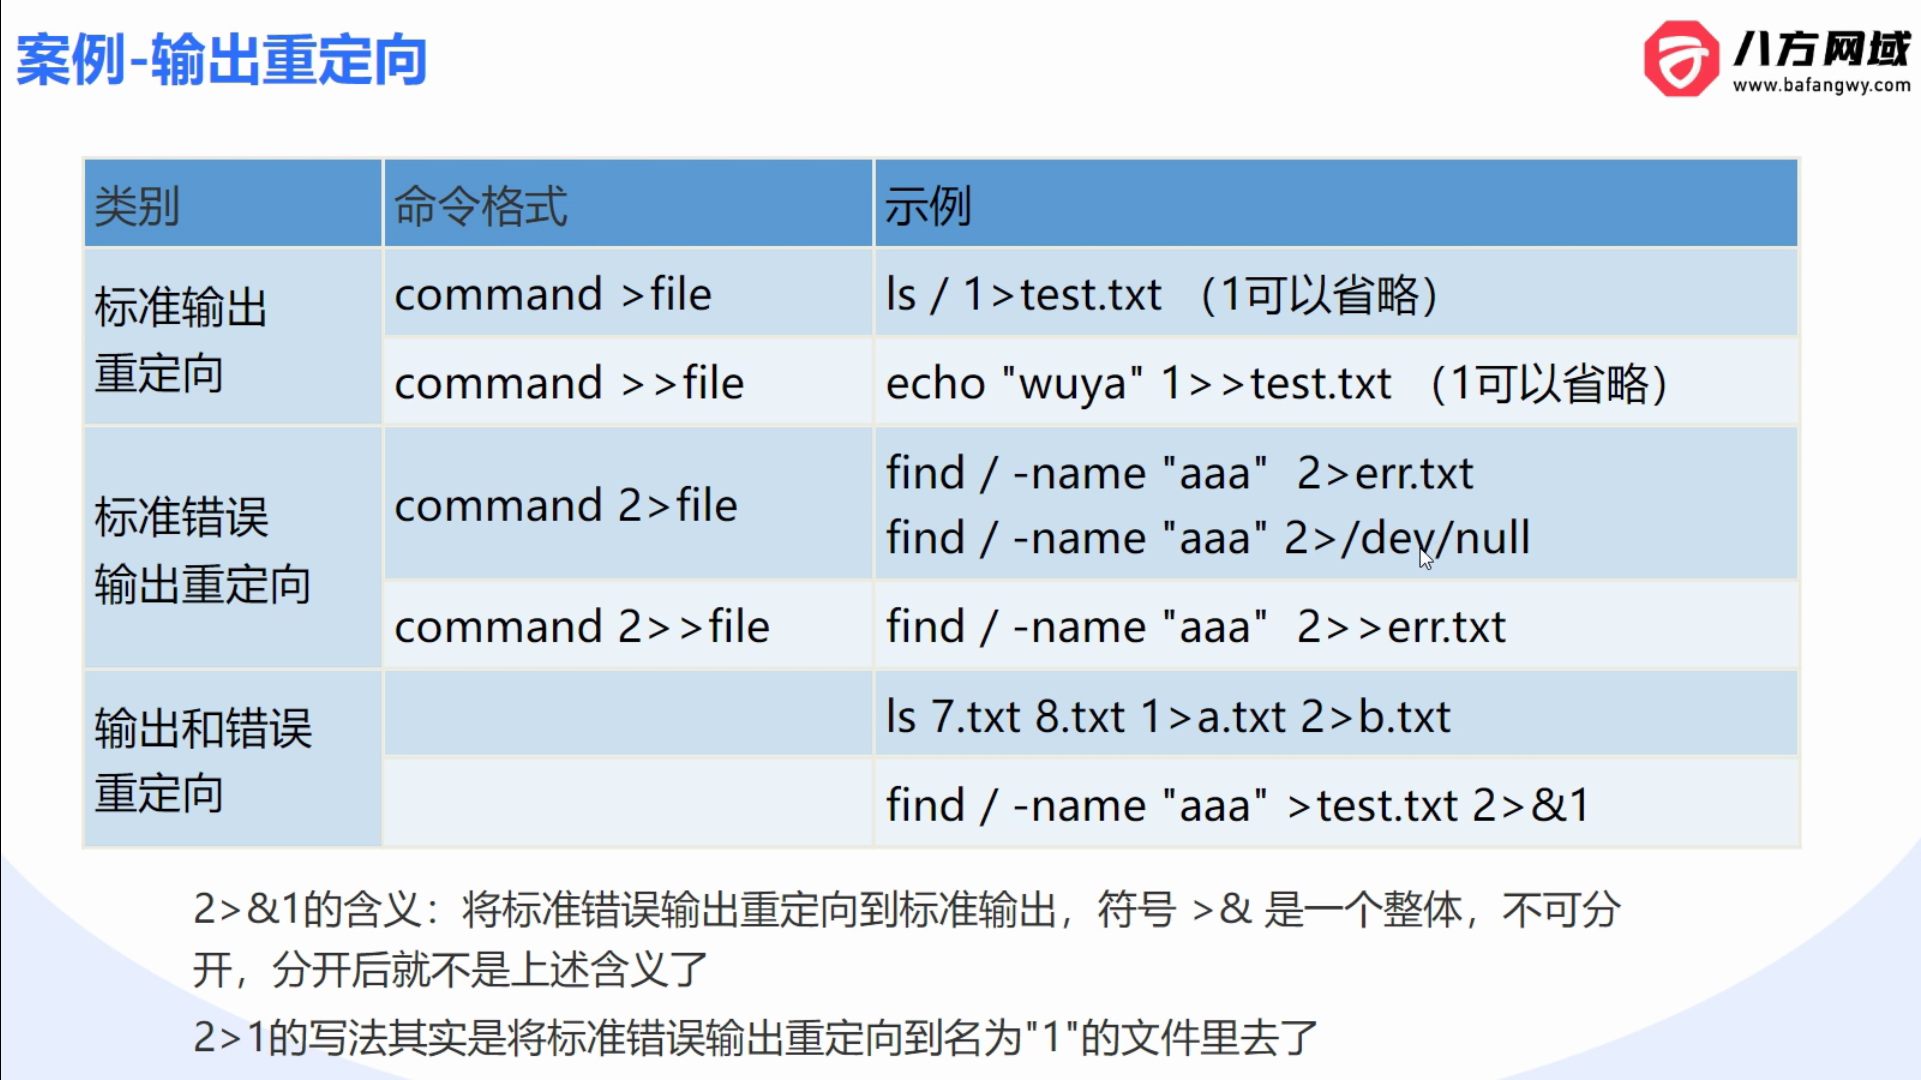 案例-输出重定向
八方网域
www.bafangwy.com
类别 命令格式 示例
标准输出
重定向
command >file
ls / 1>test.txt （1可以省略）
command >>file
echo "wuya" 1>>test.txt （1可以省略）
标准错误
输出重定向
command 2>file
find / -name "aaa"  2>err.txt
find / -name "aaa" 2>/dev/null
command 2>>file
find / -name "aaa"  2>>err.txt
输出和错误
重定向
ls 7.txt 8.txt 1>a.txt 2>b.txt
find / -name "aaa" >test.txt 2>&1
2>&1的含义：将标准错误输出重定向到标准输出，符号 >& 是一个整体，不可分
开，分开后就不是上述含义了
2>1的写法其实是将标准错误输出重定向到名为"1"的文件里去了